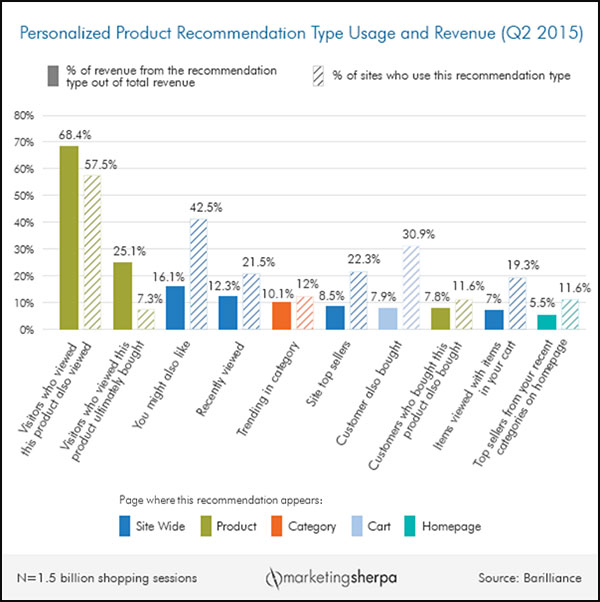 Personalized Product Recommendation Type Usage and Revenue (Q2 2015)
% of revenue from the recommendation
type out of total revenue
% of sites who use this recommendation type
80%
70%
60%
50%
40%
30%
20%
10%
0%
68.4%
57.5%
25.1%
7.3%
16.1%
42.5%
12.3%
21.5%
10.1%
12%
8.5%
22.3%
7.9%
30.9%
7.8%
11.6%
7%
19.3%
5.5%
11.6%
Visitors who viewed
this product also viewed
Visitors who viewed this
product ultimately bought
You might also like
Recently viewed
Trending in category
Site top sellers
Customer also bought
Customers who bought this
product also bought
Items viewed with items
in your cart
Top sellers from your recent
categories on homepage
Page where this recommendation appears:
Site Wide
Product
Category
Cart
Homepage
N=1.5 billion shopping sessions
marketingsherpa
Source: Barilliance